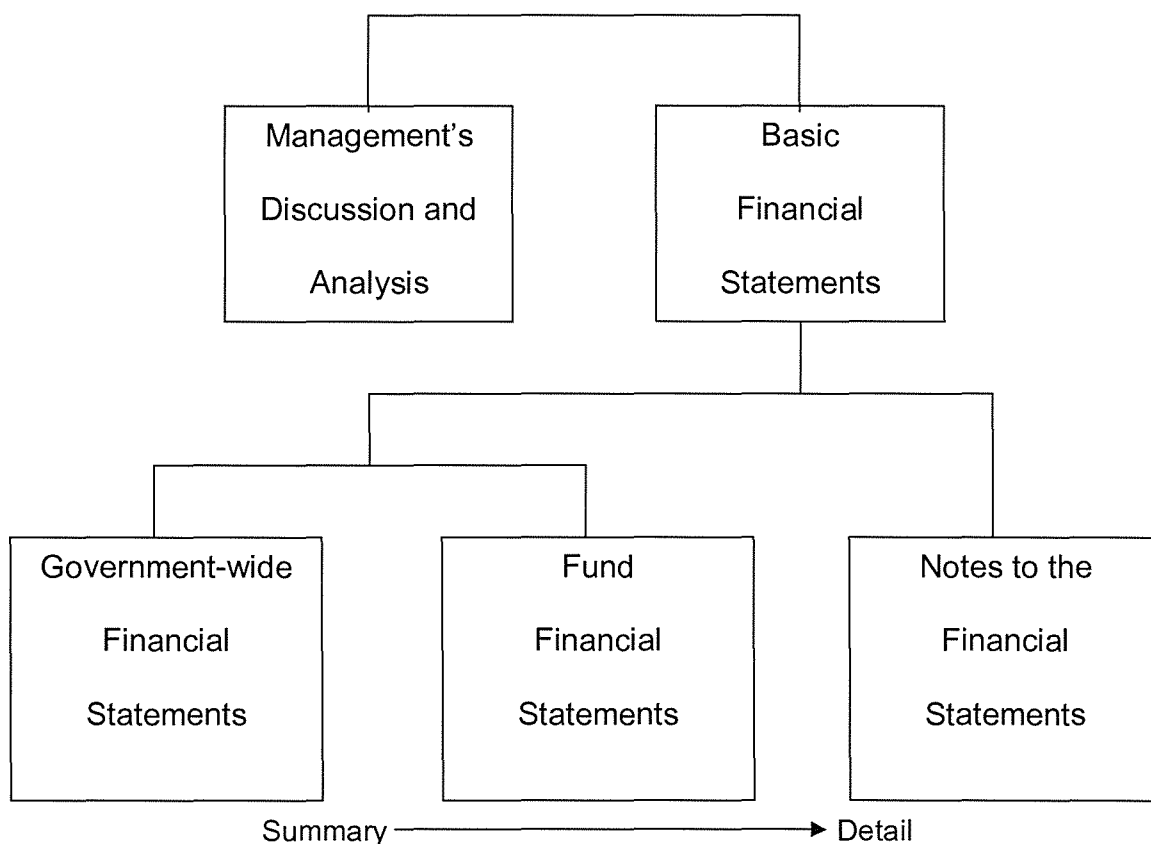 Management's
Discussion and
Analysis
Basic
Financial
Statements
Government-wide
Financial
Statements
Fund
Financial
Statements
Notes to the
Financial
Statements
Summary
Detail